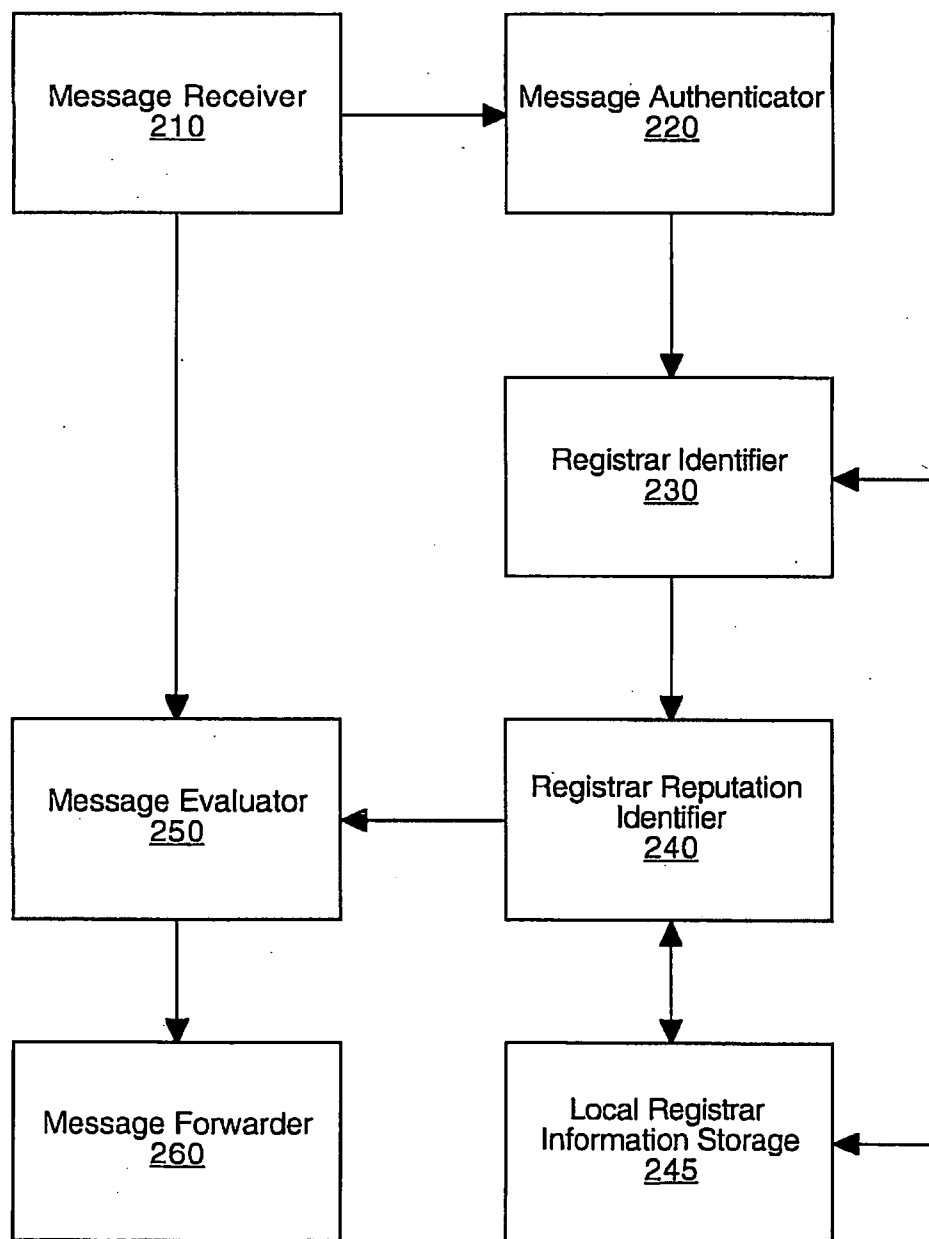 Message Receiver
210
Message Authenticator
220
Registrar Identifier
230
Message Evaluator
250
Registrar Reputation
Identifier
240
Message Forwarder
260
Local Registrar
Information Storage
245